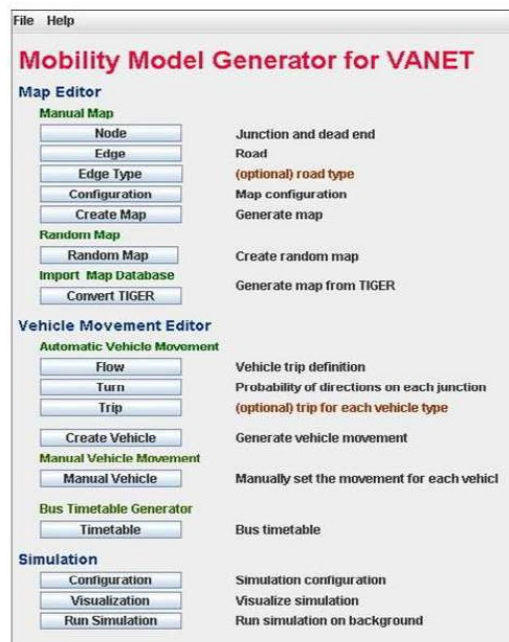 File Help
Mobility Model Generator for VANET
Map Editor
Manual Map
Node Junction and dead end
Edge Road
Edge Type (optional) road type
Configuration Map configuration
Create Map Generate map
Random Map
Random Map Create random map
Import Map Database
Convert TIGER Generate map from TIGER
Vehicle Movement Editor
Automatic Vehicle Movement
Flow Vehicle trip definition
Turn Probability of directions on each junction
Trip (optional) trip for each vehicle type
Create Vehicle Generate vehicle movement
Manual Vehicle Movement
Manual Vehicle Manually set the movement for each vehicl
Bus Timetable Generator
Timetable Bus timetable
Simulation
Configuration Simulation configuration
Visualization Visualize simulation
Run Simulation Run simulation on background